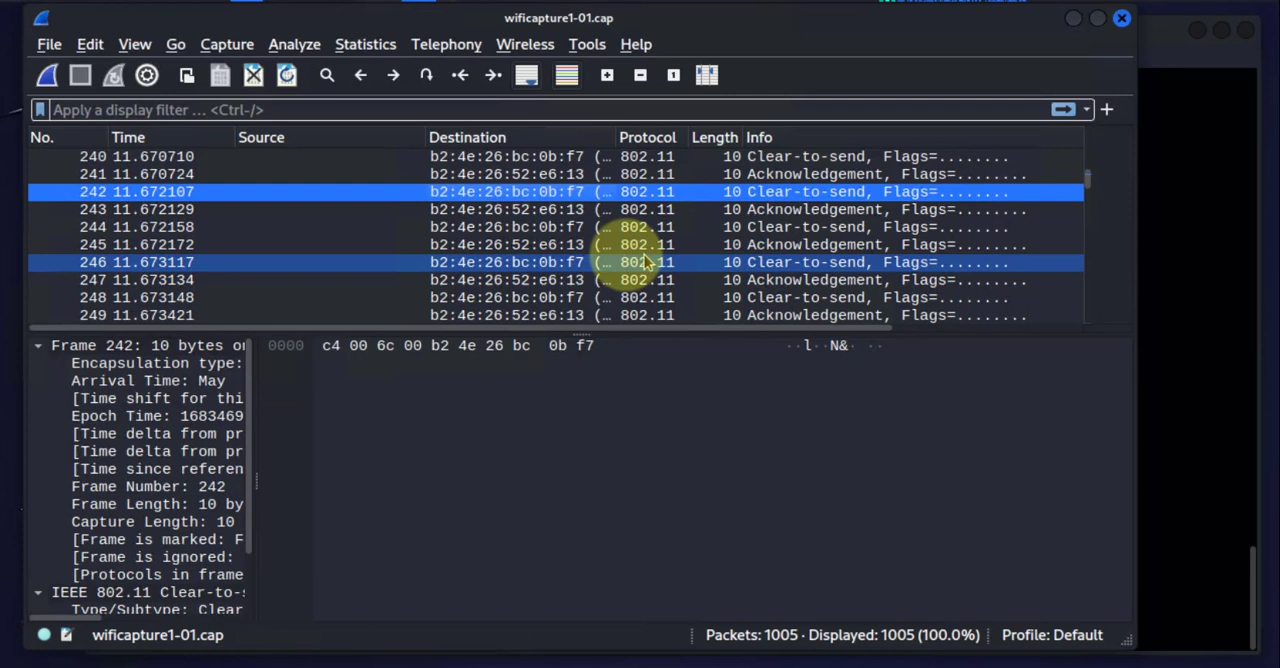 wificapture1-01.cap
File Edit View Go Capture Analyze Statistics Telephony Wireless Tools Help
Apply a display filter ... <Ctrl-/>
No. Time Source Destination Protocol Length Info
240 11.670710 b2:4e:26:bc:0b:f7 (… 802.11 10 Clear-to-send, Flags=........
241 11.670724 b2:4e:26:52:e6:13 (… 802.11 10 Acknowledgement, Flags=........
242 11.672107 b2:4e:26:bc:0b:f7 (… 802.11 10 Clear-to-send, Flags=........
243 11.672129 b2:4e:26:52:e6:13 (… 802.11 10 Acknowledgement, Flags=........
244 11.672158 b2:4e:26:bc:0b:f7 (… 802.11 10 Clear-to-send, Flags=........
245 11.672172 b2:4e:26:52:e6:13 (… 802.11 10 Acknowledgement, Flags=........
246 11.673117 b2:4e:26:bc:0b:f7 (… 802.11 10 Clear-to-send, Flags=........
247 11.673134 b2:4e:26:52:e6:13 (… 802.11 10 Acknowledgement, Flags=........
248 11.673148 b2:4e:26:bc:0b:f7 (… 802.11 10 Clear-to-send, Flags=........
249 11.673421 b2:4e:26:52:e6:13 (… 802.11 10 Acknowledgement, Flags=........
Frame 242: 10 bytes on
Encapsulation type:
Arrival Time: May
[Time shift for thi
Epoch Time: 1683469
[Time delta from pr
[Time delta from pr
[Time since referen
Frame Number: 242
Frame Length: 10 by
Capture Length: 10
[Frame is marked: F
[Frame is ignored:
[Protocols in frame
IEEE 802.11 Clear-to-s
Type/Subtype: Clear
0000 c4 00 6c 00 b2 4e 26 bc 0b f7 ··l··N&· ··
wificapture1-01.cap
Packets: 1005 · Displayed: 1005 (100.0%)
Profile: Default